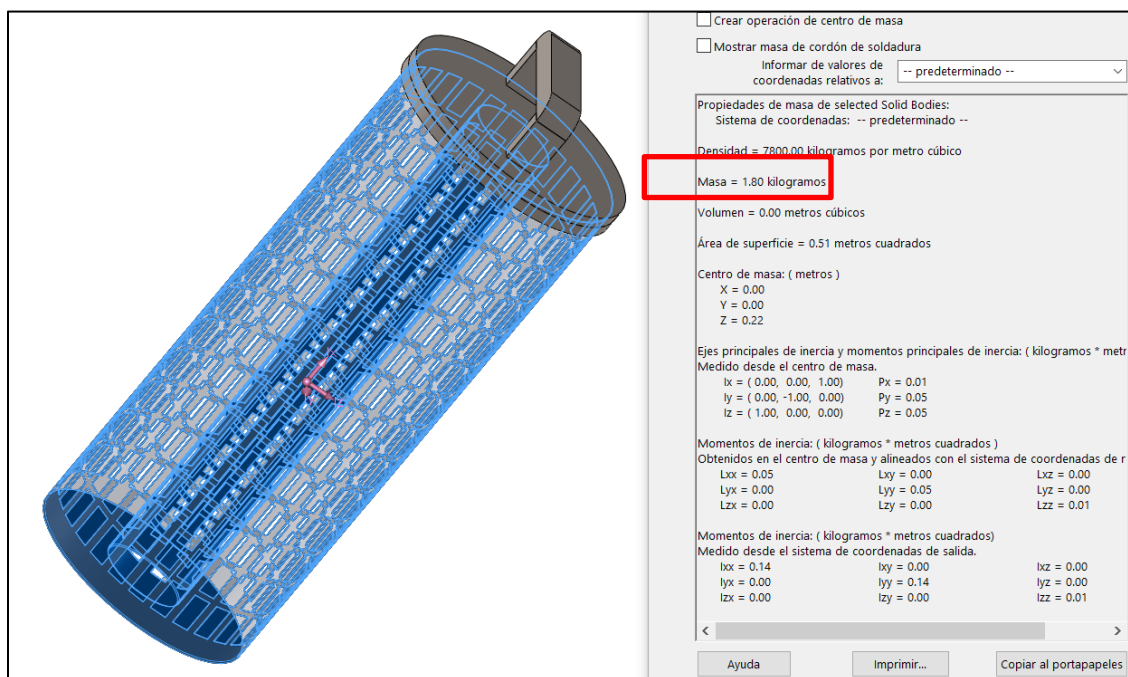 Crear operación de centro de masa
Mostrar masa de cordón de soldadura
Informar de valores de
coordenadas relativos a:
-- predeterminado --
Propiedades de masa de selected Solid Bodies:
Sistema de coordenadas: -- predeterminado --
Densidad = 7800.00 kilogramos por metro cúbico
Masa = 1.80 kilogramos
Volumen = 0.00 metros cúbicos
Área de superficie = 0.51 metros cuadrados
Centro de masa: ( metros )
X = 0.00
Y = 0.00
Z = 0.22
Ejes principales de inercia y momentos principales de inercia: ( kilogramos * metr
Medido desde el centro de masa.
Ix = ( 0.00, 0.00, 1.00) Px = 0.01
Iy = ( 0.00, -1.00, 0.00) Py = 0.05
Iz = ( 1.00, 0.00, 0.00) Pz = 0.05
Momentos de inercia: ( kilogramos * metros cuadrados )
Obtenidos en el centro de masa y alineados con el sistema de coordenadas de r
Lxx = 0.05 Lxy = 0.00 Lxz = 0.00
Lyx = 0.00 Lyy = 0.05 Lyz = 0.00
Lzx = 0.00 Lzy = 0.00 Lzz = 0.01
Momentos de inercia: ( kilogramos * metros cuadrados)
Medido desde el sistema de coordenadas de salida.
Ixx = 0.14 Ixy = 0.00 Ixz = 0.00
Iyx = 0.00 Iyy = 0.14 Iyz = 0.00
Izx = 0.00 Izy = 0.00 Izz = 0.01
Ayuda Imprimir... Copiar al portapapeles